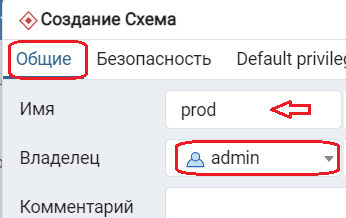 Создание Схема
Общие Безопасность Default privileg
Имя prod
Владелец admin
Комментарий